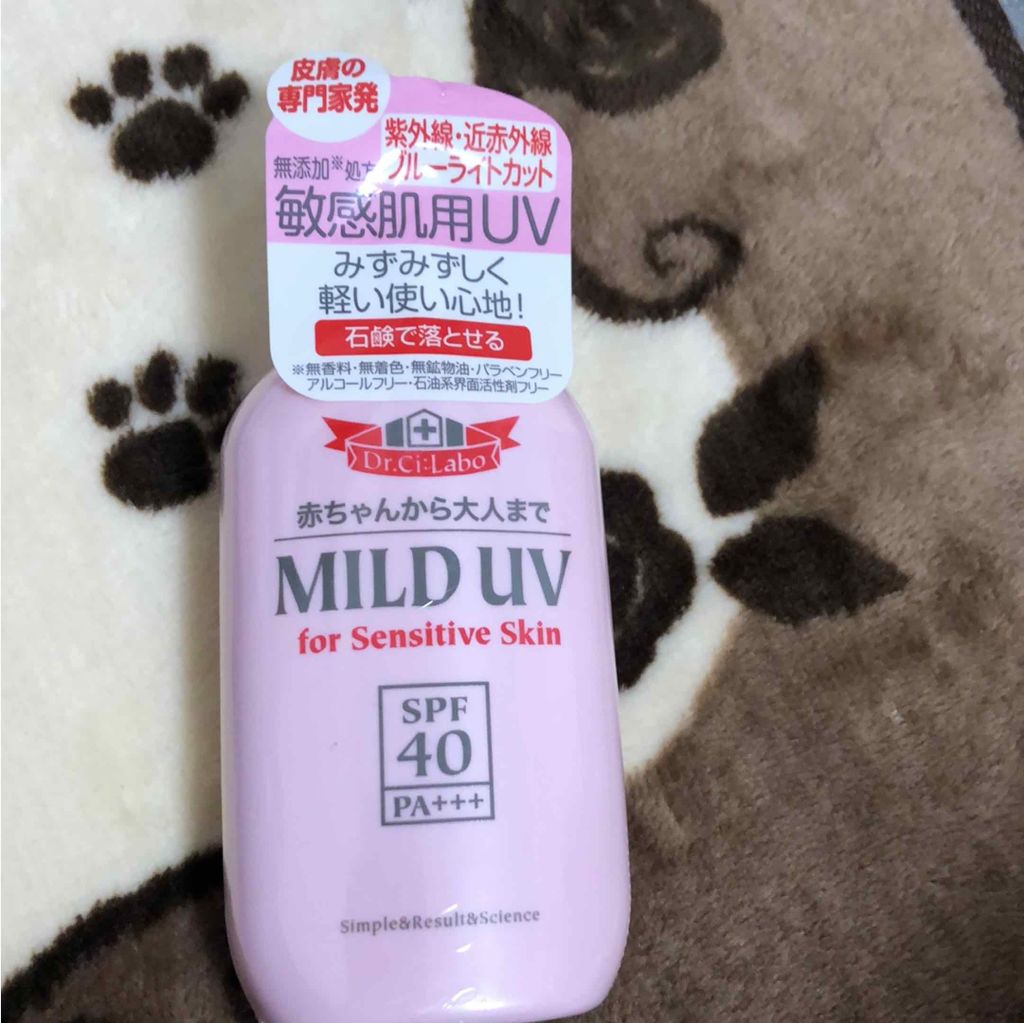 皮膚の
専門家発
紫外線・近赤外線
ブルーライトカット
無添加※処方
敏感肌用UV
みずみずしく
軽い使い心地!
石鹸で落とせる
※無香料・無着色・無鉱物油・パラベンフリー
アルコールフリー・石油系界面活性剤フリー
Dr.Ci:Labo
赤ちゃんから大人まで
MILD UV
for Sensitive Skin
SPF
40
PA+++
Simple&Result&Science